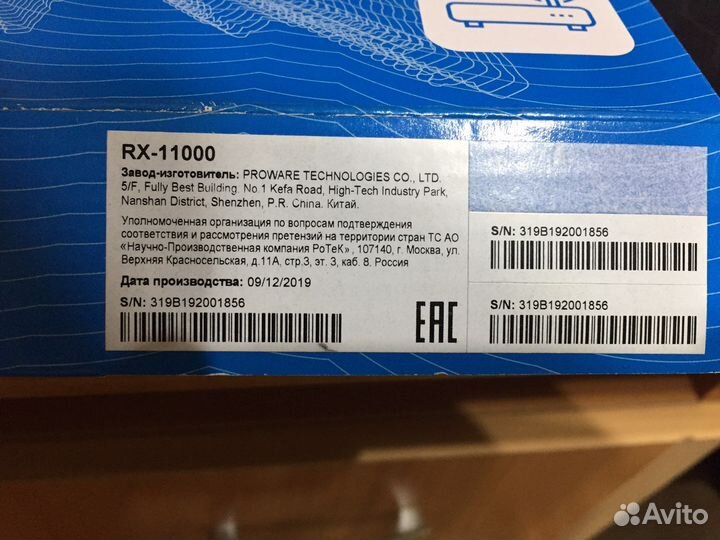 RX-11000
Завод-изготовитель: PROWARE TECHNOLOGIES CO., LTD.
5/F, Fully Best Building. No.1 Kefa Road, High-Tech Industry Park,
Nanshan District, Shenzhen, P.R. China. Китай.
Уполномоченная организация по вопросам подтверждения
соответствия и рассмотрения претензий на территории стран ТС АО
«Научно-Производственная компания РоТеК» , 107140, г. Москва, ул.
Верхняя Красносельская, д.11А, стр.3, эт. 3, каб. 8. Россия
Дата производства: 09/12/2019
S/N: 319B192001856
EAC
S/N: 319B192001856
S/N: 319B192001856
Avito